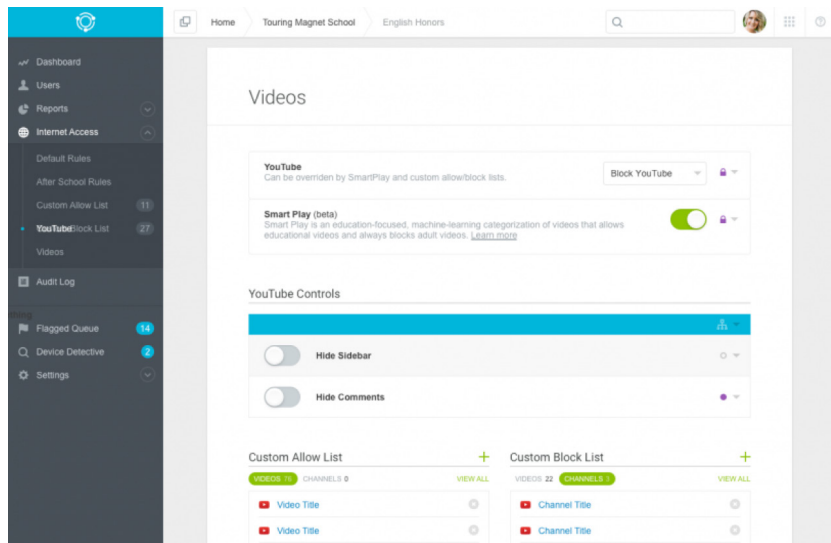 Home
Touring Magnet School
English Honors
Dashboard
Users
Reports
Internet Access
Default Rules
After School Rules
Custom Allow List 11
YouTube Block List 27
Videos
Audit Log
Flagged Queue 14
Device Detective 2
Settings
Videos
YouTube
Can be overriden by SmartPlay and custom allow/block lists.
Block YouTube
Smart Play (beta)
Smart Play is an education-focused, machine-learning categorization of videos that allows
educational videos and always blocks adult videos. Learn more
YouTube Controls
Hide Sidebar
Hide Comments
Custom Allow List
VIDEOS 76 CHANNELS 0 VIEW ALL
Video Title
Video Title
Custom Block List
VIDEOS 22 CHANNELS 3 VIEW ALL
Channel Title
Channel Title